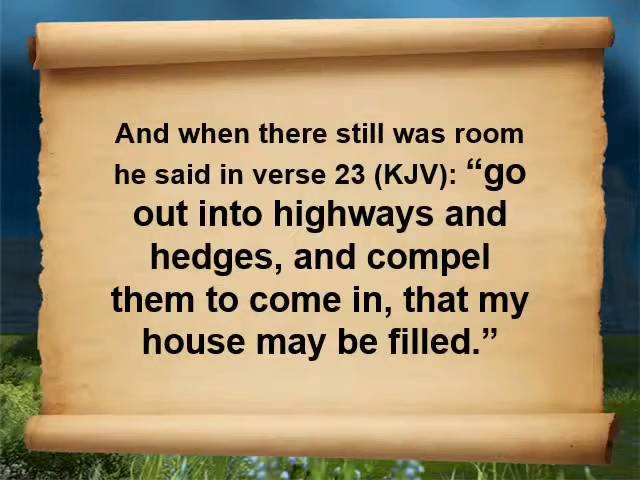 And when there still was room
he said in verse 23 (KJV): “go
out into highways and
hedges, and compel
them to come in, that my
house may be filled.”